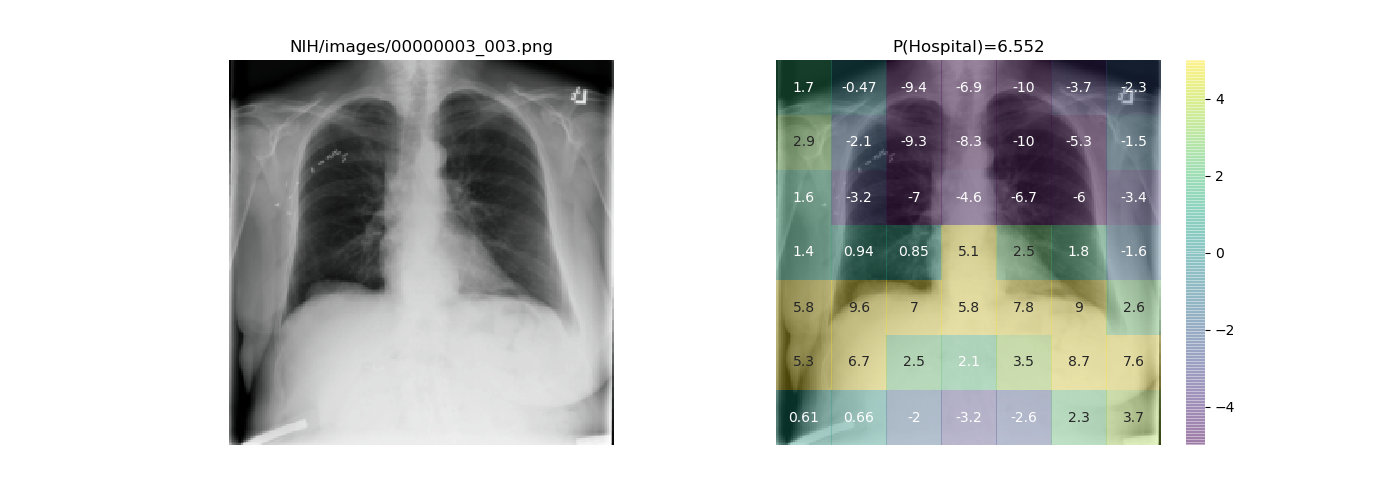 NIH/images/00000003_003.png
P(Hospital)=6.552
1.7 -0.47 -9.4 -6.9 -10 -3.7 -2.3
2.9 -2.1 -9.3 -8.3 -10 -5.3 -1.5
1.6 -3.2 -7 -4.6 -6.7 -6 -3.4
1.4 0.94 0.85 5.1 2.5 1.8 -1.6
5.8 9.6 7 5.8 7.8 9 2.6
5.3 6.7 2.5 2.1 3.5 8.7 7.6
0.61 0.66 -2 -3.2 -2.6 2.3 3.7
4
2
0
−2
−4